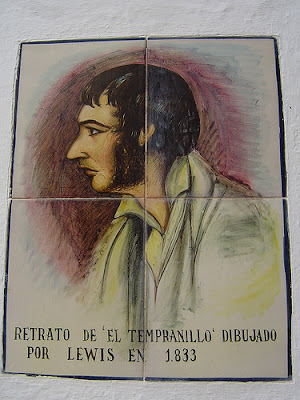 RETRATO DE 'EL TEMPRANILLO' DIBUJADO
POR LEWIS EN 1.833